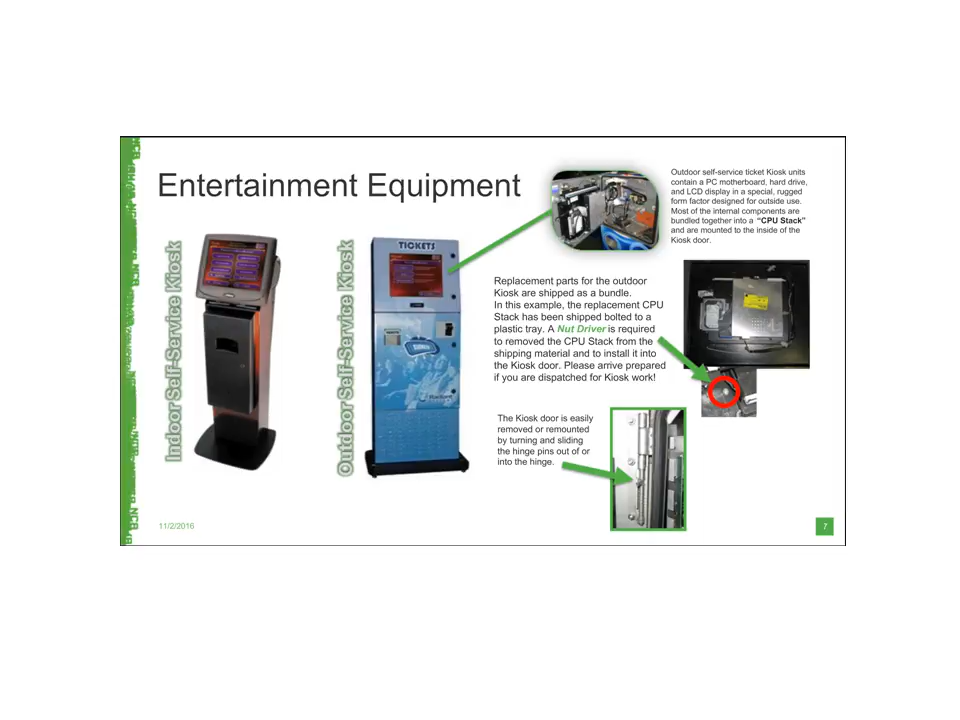 Entertainment Equipment
Outdoor self-service ticket Kiosk units
contain a PC motherboard, hard drive,
and LCD display in a special, rugged
form factor designed for outside use.
Most of the internal components are
bundled together into a “CPU Stack”
and are mounted to the inside of the
Kiosk door.
Indoor Self-Service Kiosk
Outdoor Self-Service Kiosk
TICKETS
Replacement parts for the outdoor
Kiosk are shipped as a bundle.
In this example, the replacement CPU
Stack has been shipped bolted to a
plastic tray. A Nut Driver is required
to removed the CPU Stack from the
shipping material and to install it into
the Kiosk door. Please arrive prepared
if you are dispatched for Kiosk work!
The Kiosk door is easily
removed or remounted
by turning and sliding
the hinge pins out of or
into the hinge.
11/2/2016
7